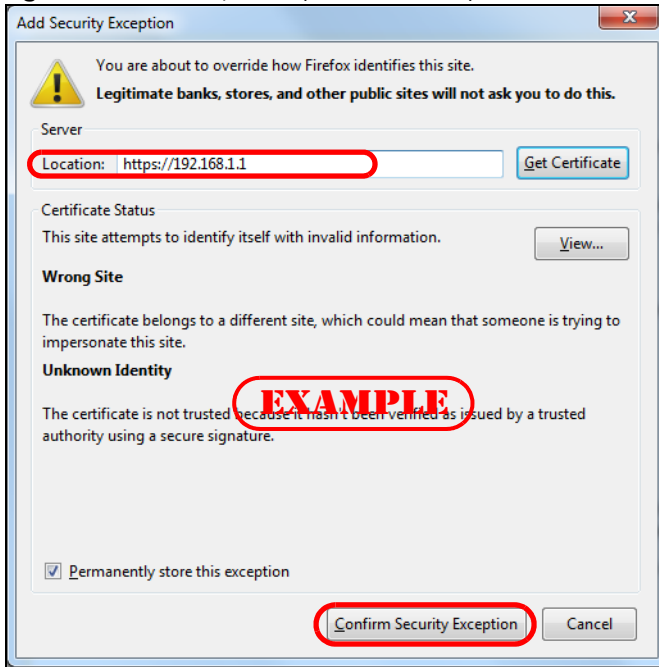 Add Security Exception
You are about to override how Firefox identifies this site.
Legitimate banks, stores, and other public sites will not ask you to do this.
Server
Location: https://192.168.1.1 Get Certificate
Certificate Status
This site attempts to identify itself with invalid information.
View...
Wrong Site
The certificate belongs to a different site, which could mean that someone is trying to
impersonate this site.
Unknown Identity
EXAMPLE
The certificate is not trusted because it hasn't been verified as issued by a trusted
authority using a secure signature.
Permanently store this exception
Confirm Security Exception Cancel